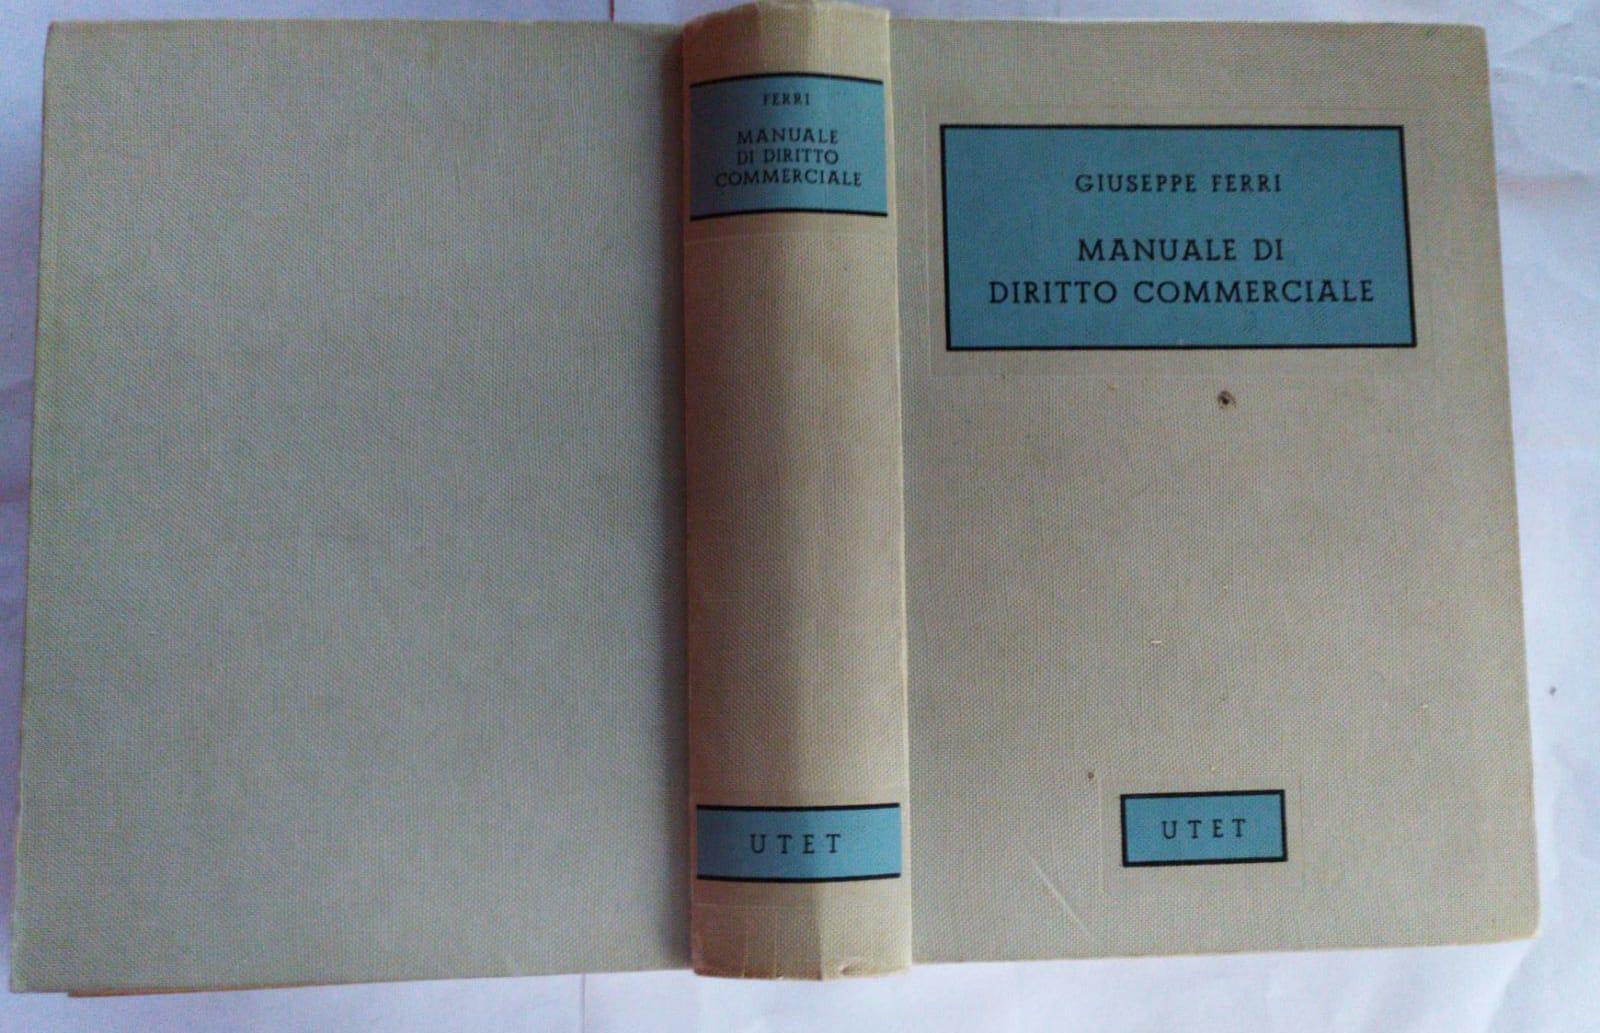 FERRI
MANUALE
DI DIRITTO
COMMERCIALE
UTET
GIUSEPPE FERRI
MANUALE DI
DIRITTO COMMERCIALE
UTET